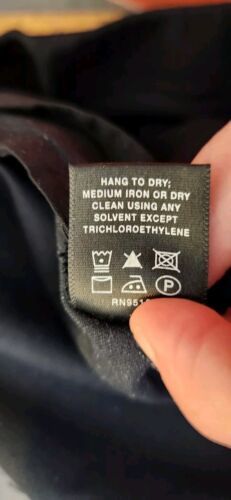 HANG TO DRY;
MEDIUM IRON OR DRY
CLEAN USING ANY
SOLVENT EXCEPT
TRICHLOROETHYLENE
P